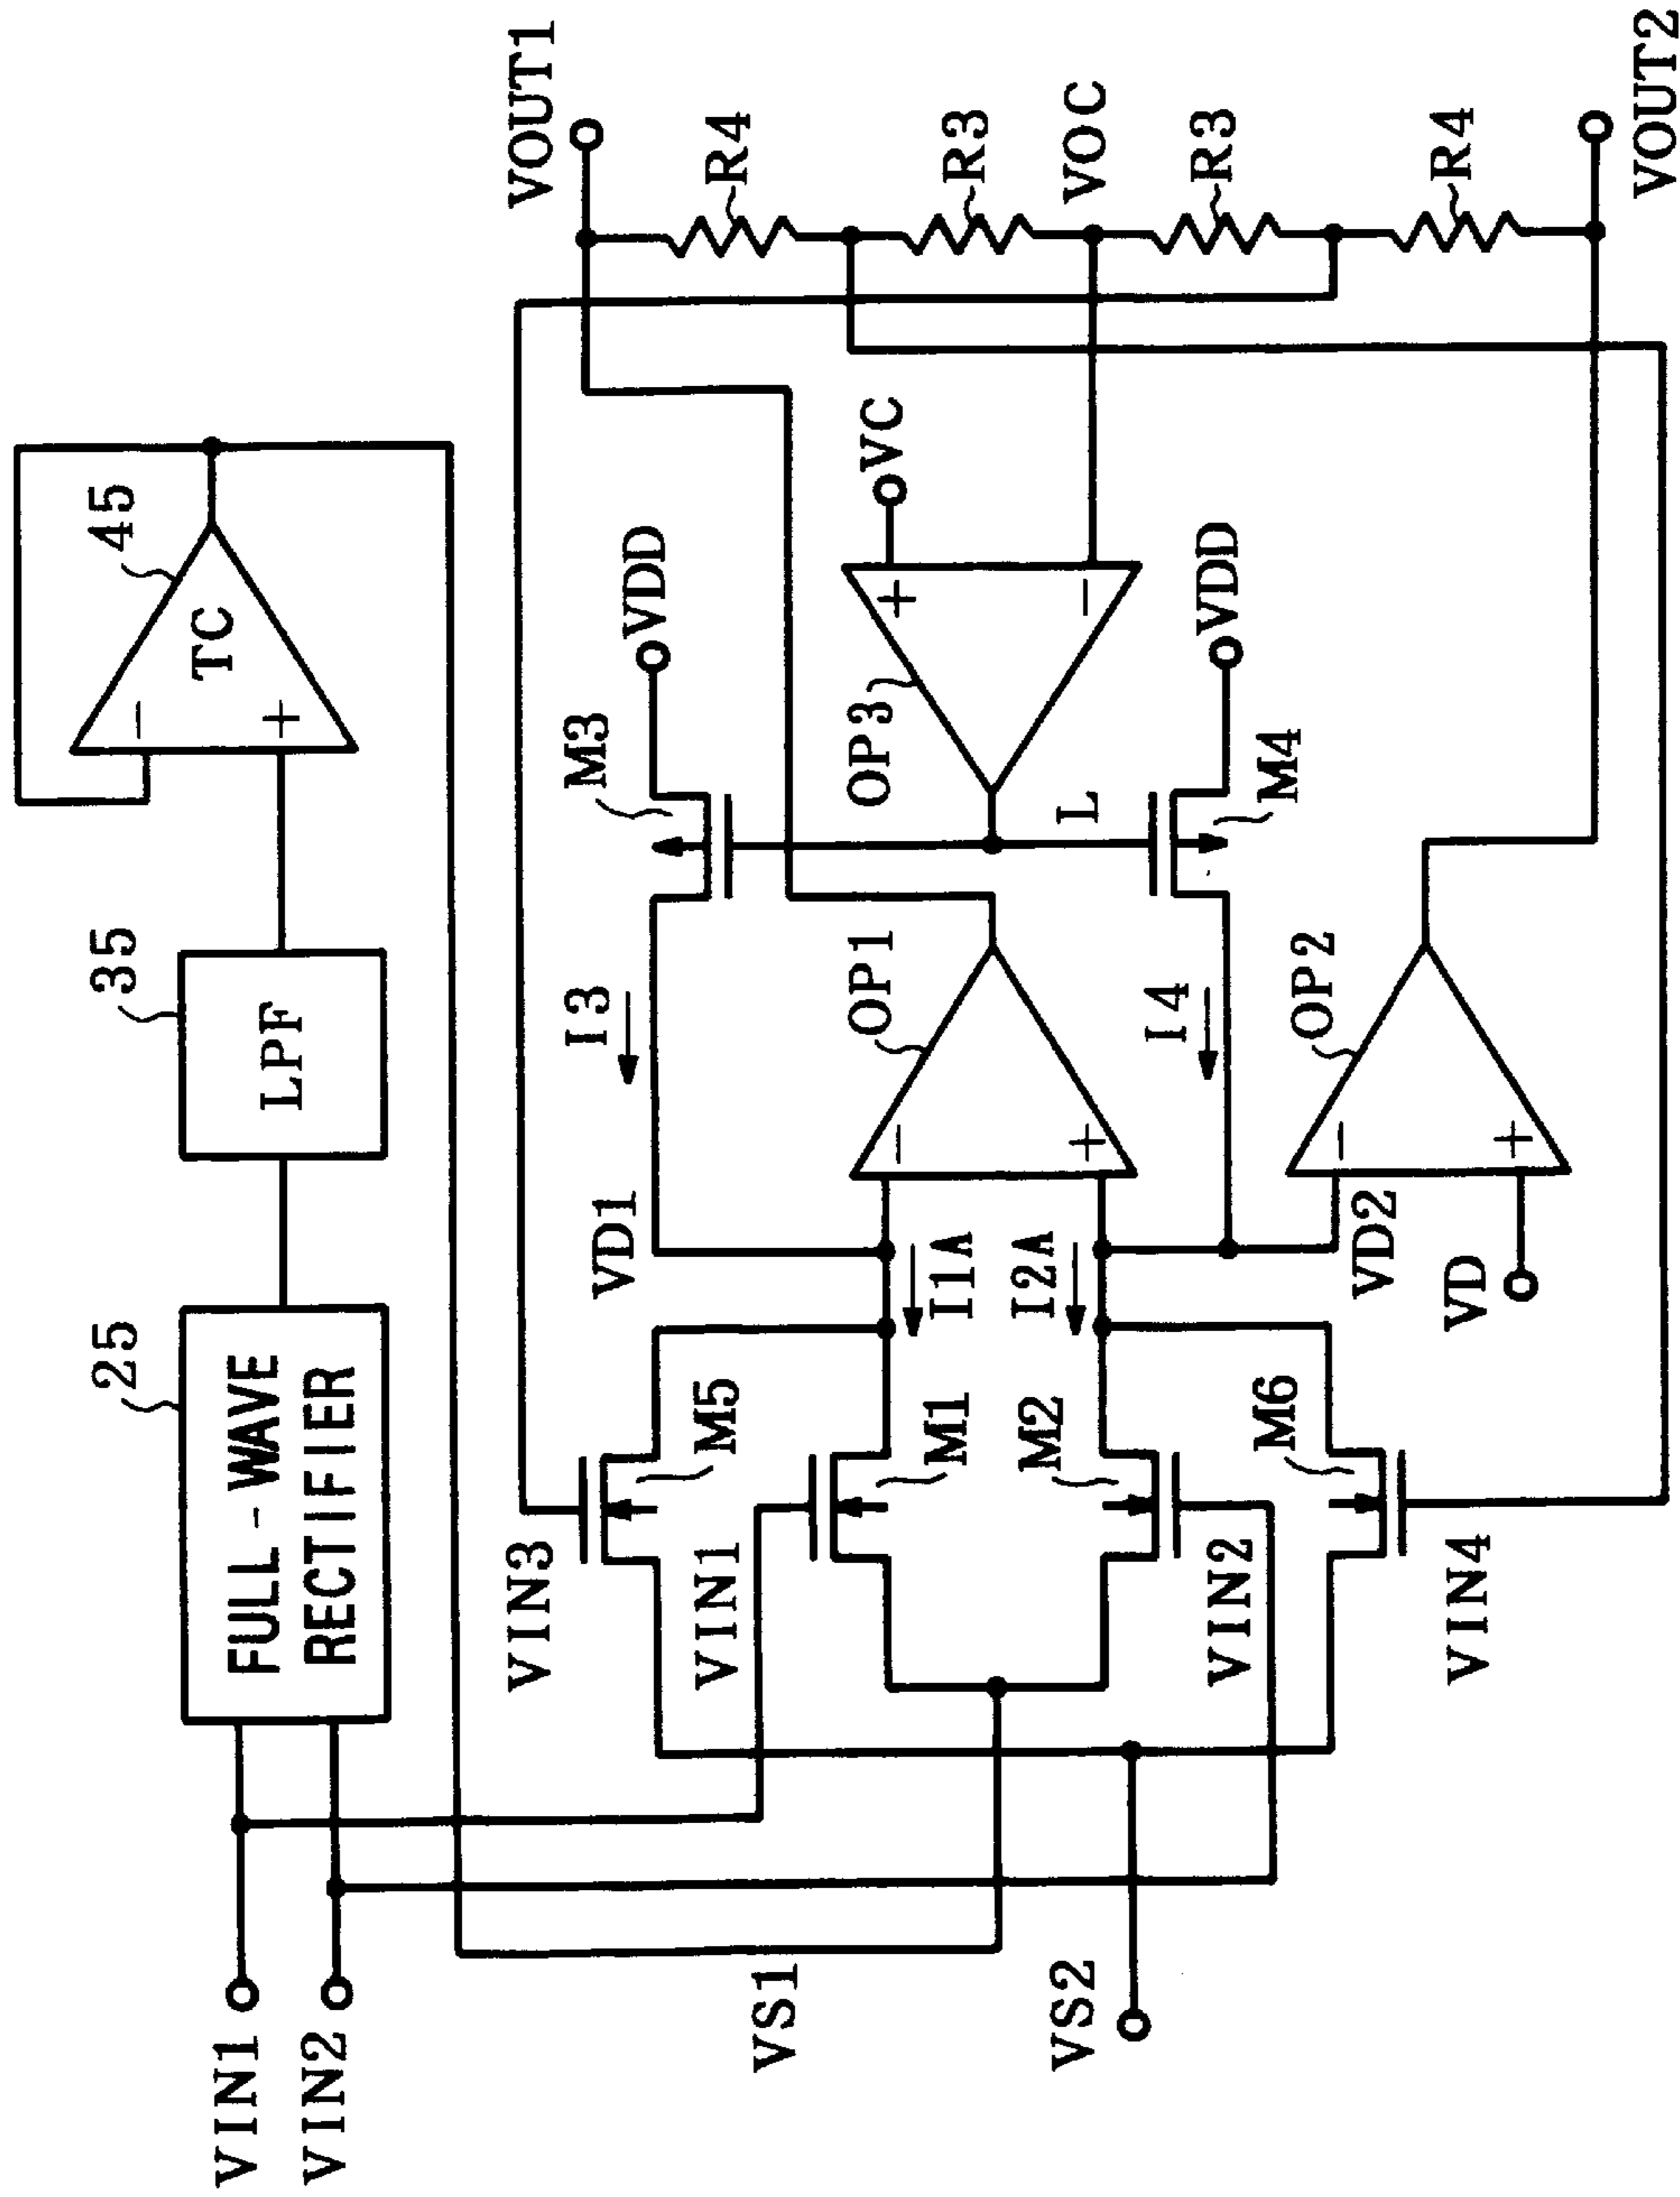 VIN1
VIN2
25
FULL-WAVE
RECTIFIER
35
LPF
45
TC
-
+
VIN3
VIN1
VS1
VS2
VIN2
VIN4
M5
M1
M2
M6
VD1
I1A
I2A
VD2
VD
I3
I4
OP1
-
+
OP2
-
+
M3
VDD
L
M4
VDD
OP3
+
-
VC
VOUT1
R4
R3
VOC
R3
R4
VOUT2